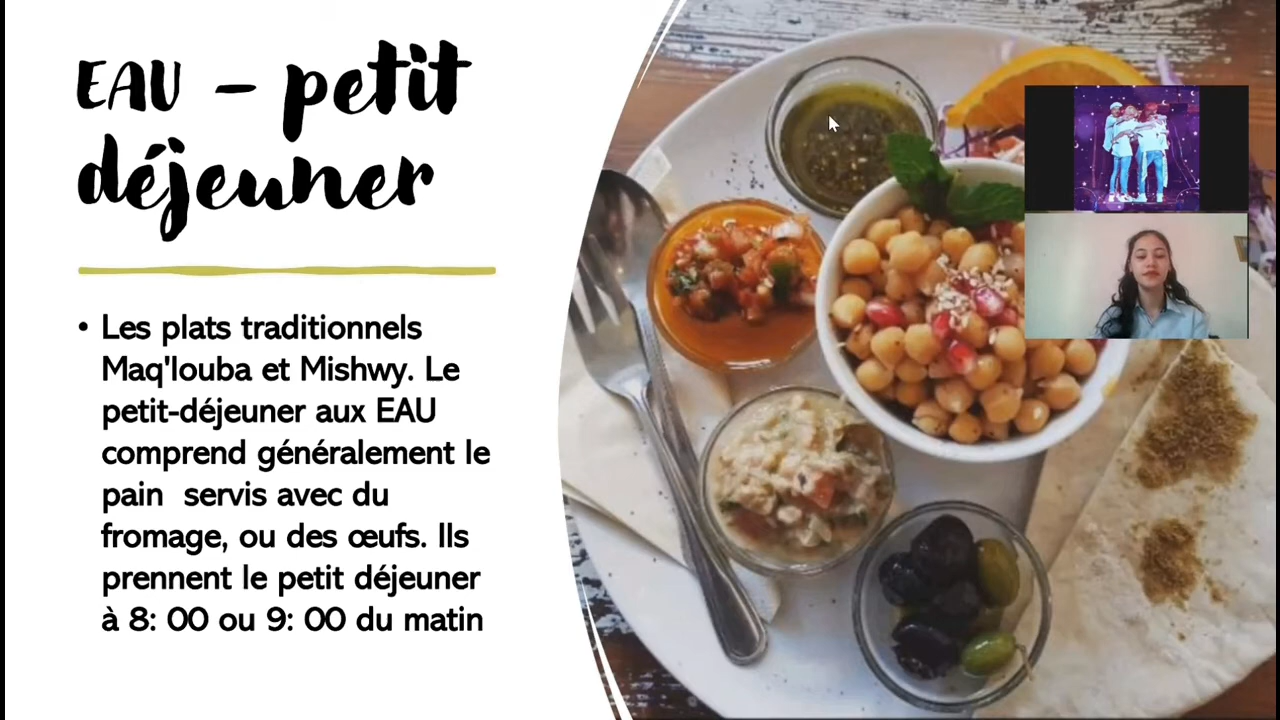 EAU - petit
déjeuner
• Les plats traditionnels
Maq'louba et Mishwy. Le
petit-déjeuner aux EAU
comprend généralement le
pain  servis avec du
fromage, ou des œufs. Ils
prennent le petit déjeuner
à 8: 00 ou 9: 00 du matin